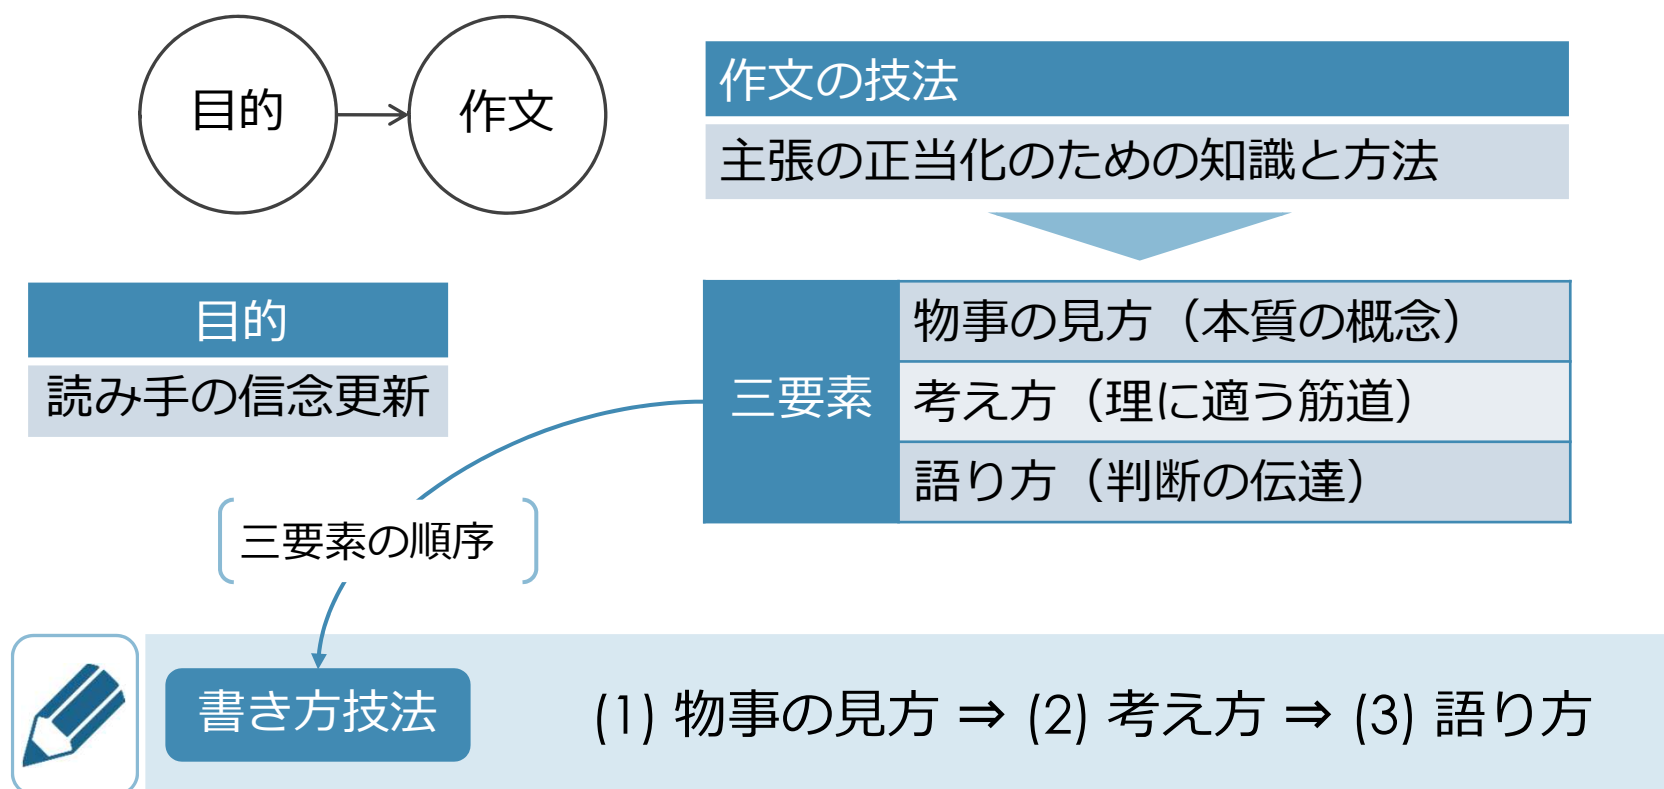 目的
作文
作文の技法
主張の正当化のための知識と方法
目的
読み手の信念更新
三要素
物事の見方（本質の概念）
考え方（理に適う筋道）
語り方（判断の伝達）
三要素の順序
書き方技法
(1) 物事の見方 ⇒ (2) 考え方 ⇒ (3) 語り方